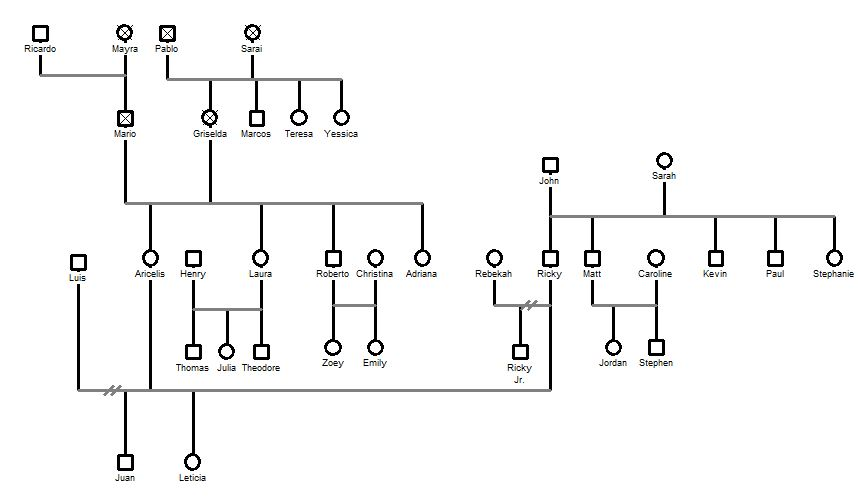 Ricardo
Mayra
Pablo
Sarai
Mario
Griselda
Marcos
Teresa
Yessica
John
Sarah
Luis
Aricelis
Henry
Laura
Roberto
Christina
Adriana
Rebekah
Ricky
Matt
Caroline
Kevin
Paul
Stephanie
Thomas
Julia
Theodore
Zoey
Emily
Ricky
Jr.
Jordan
Stephen
Juan
Leticia